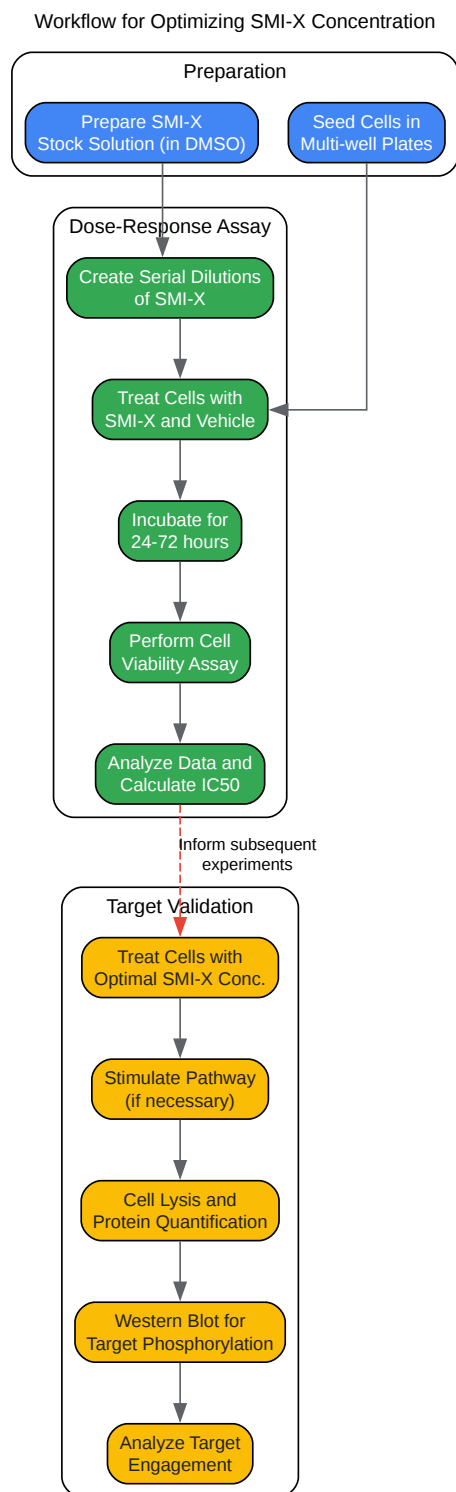 Workflow for Optimizing SMI-X Concentration
Preparation
Prepare SMI-X
Stock Solution (in DMSO)
Seed Cells in
Multi-well Plates
Dose-Response Assay
Create Serial Dilutions
of SMI-X
Treat Cells with
SMI-X and Vehicle
Incubate for
24-72 hours
Perform Cell
Viability Assay
Analyze Data and
Calculate IC50
Inform subsequent
experiments
Target Validation
Treat Cells with
Optimal SMI-X Conc.
Stimulate Pathway
(if necessary)
Cell Lysis and
Protein Quantification
Western Blot for
Target Phosphorylation
Analyze Target
Engagement